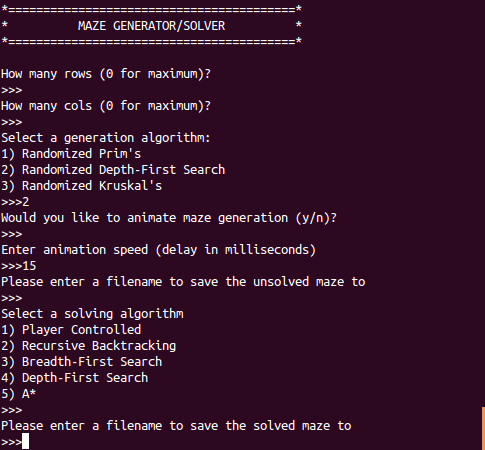 *=========================================*
* MAZE GENERATOR/SOLVER *
*=========================================*
How many rows (0 for maximum)?
>>>
How many cols (0 for maximum)?
>>>
Select a generation algorithm:
1) Randomized Prim's
2) Randomized Depth-First Search
3) Randomized Kruskal's
>>>2
Would you like to animate maze generation (y/n)?
>>>
Enter animation speed (delay in milliseconds)
>>>15
Please enter a filename to save the unsolved maze to
>>>
Select a solving algorithm
1) Player Controlled
2) Recursive Backtracking
3) Breadth-First Search
4) Depth-First Search
5) A*
>>>
Please enter a filename to save the solved maze to
>>>